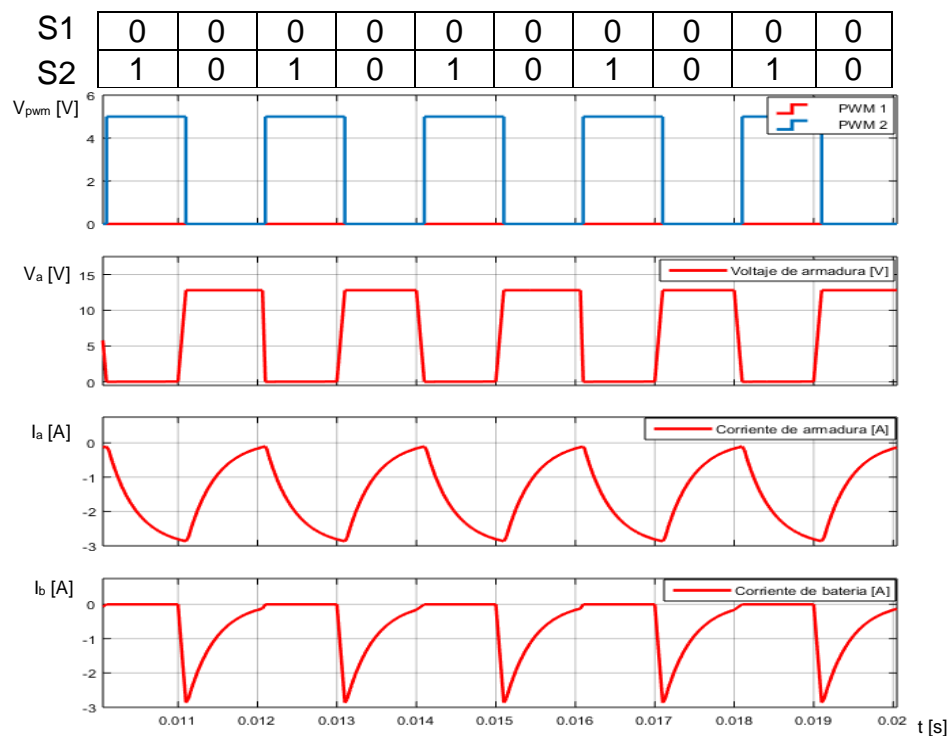 S1 0 0 0 0 0 0 0 0 0 0
S2 1 0 1 0 1 0 1 0 1 0
Vpwm [V]
6
4
2
0
PWM 1
PWM 2
Va [V]
15
10
5
0
Voltaje de armadura [V]
Ia [A]
0
-1
-2
-3
Corriente de armadura [A]
Ib [A]
0
-1
-2
-3
Corriente de bateria [A]
0.011 0.012 0.013 0.014 0.015 0.016 0.017 0.018 0.019 0.02
t [s]